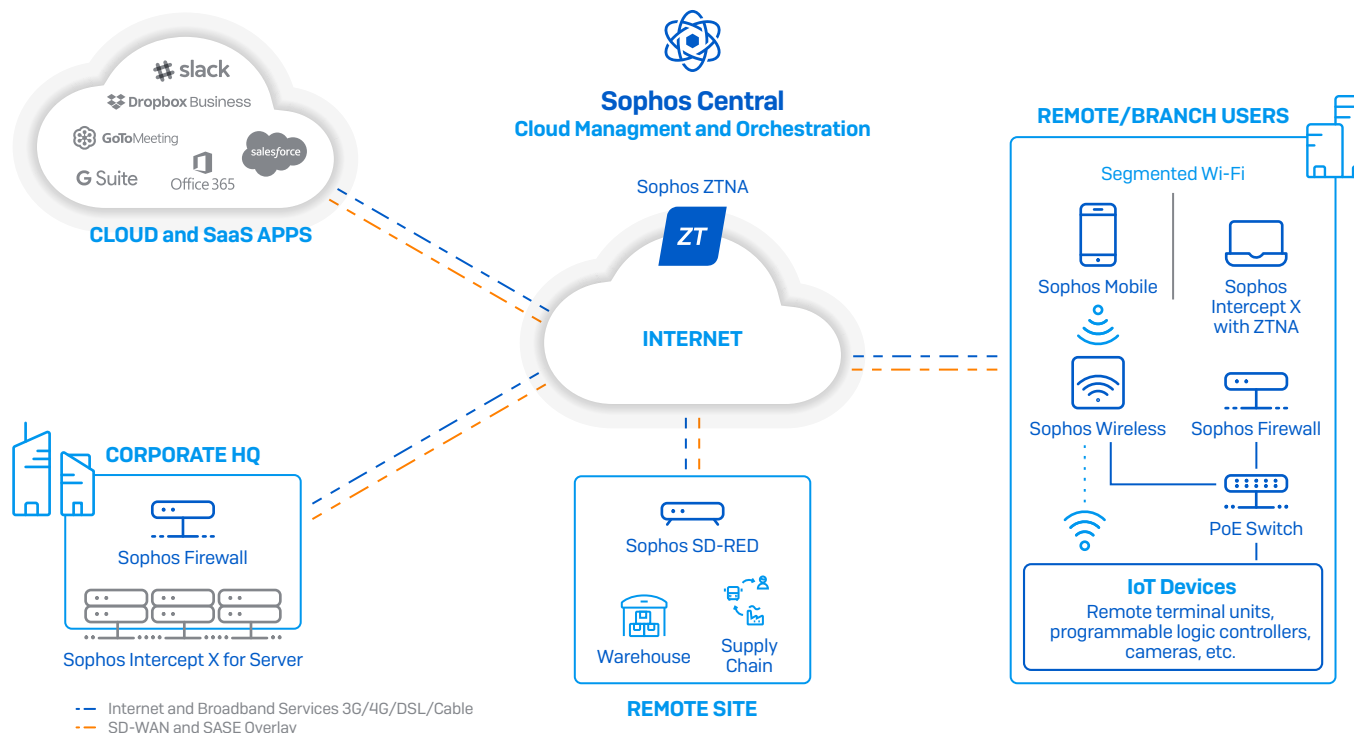 slack
Dropbox Business
GoToMeeting
salesforce
G Suite
Office 365
CLOUD and SaaS APPS
Sophos Central
Cloud Managment and Orchestration
Sophos ZTNA
ZT
INTERNET
REMOTE/BRANCH USERS
Segmented Wi-Fi
Sophos Mobile
Sophos
Intercept X
with ZTNA
Sophos Wireless
Sophos Firewall
PoE Switch
IoT Devices
Remote terminal units,
programmable logic controllers,
cameras, etc.
CORPORATE HQ
Sophos Firewall
Sophos Intercept X for Server
Sophos SD-RED
Warehouse
Supply
Chain
REMOTE SITE
Internet and Broadband Services 3G/4G/DSL/Cable
SD-WAN and SASE Overlay